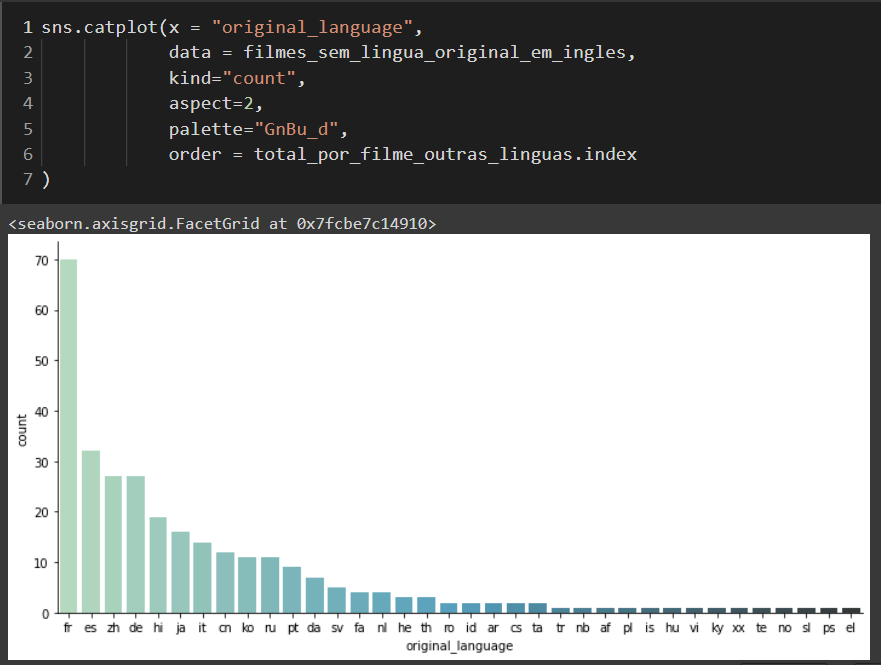 1 sns.catplot(x = "original_language",
2 data = filmes_sem_lingua_original_em_ingles,
3 kind="count",
4 aspect=2,
5 palette="GnBu_d",
6 order = total_por_filme_outras_linguas.index
7 )
<seaborn.axisgrid.FacetGrid at 0x7fcbe7c14910>
70
60
50
40
30
20
10
0
count
fr es zh de hi ja it cn ko ru pt da sv fa nl he th ro id ar cs ta tr nb af pl is hu vi ky xx te no sl ps el
original_language